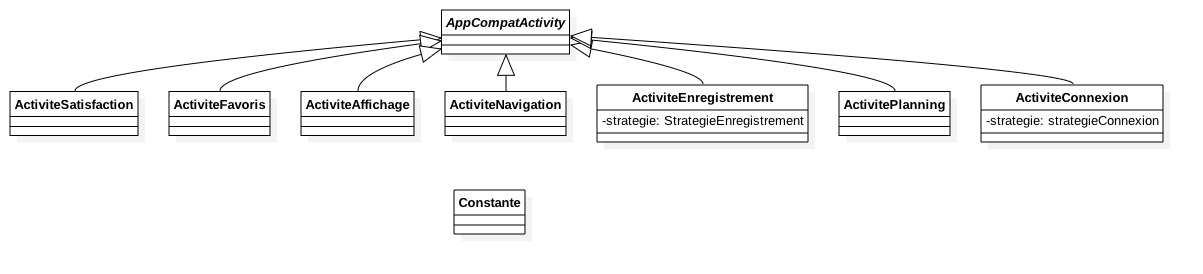 AppCompatActivity
ActiviteSatisfaction
ActiviteFavoris
ActiviteAffichage
ActiviteNavigation
ActiviteEnregistrement
-strategie: StrategieEnregistrement
ActivitePlanning
ActiviteConnexion
-strategie: strategieConnexion
Constante